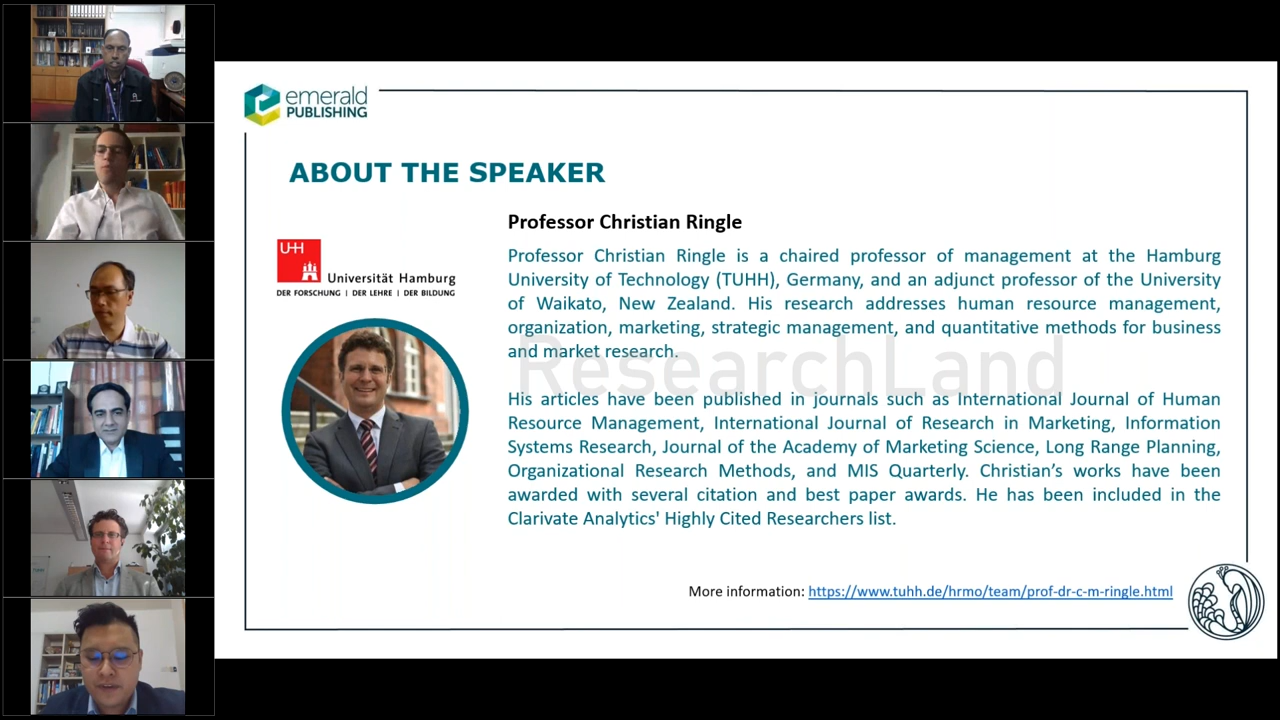 emerald
PUBLISHING
ABOUT THE SPEAKER
Professor Christian Ringle
UHH
Universität Hamburg
DER FORSCHUNG | DER LEHRE | DER BILDUNG
Professor Christian Ringle is a chaired professor of management at the Hamburg
University of Technology (TUHH), Germany, and an adjunct professor of the University
of Waikato, New Zealand. His research addresses human resource management,
organization, marketing, strategic management, and quantitative methods for business
and market research.
ResearchLand
His articles have been published in journals such as International Journal of Human
Resource Management, International Journal of Research in Marketing, Information
Systems Research, Journal of the Academy of Marketing Science, Long Range Planning,
Organizational Research Methods, and MIS Quarterly. Christian’s works have been
awarded with several citation and best paper awards. He has been included in the
Clarivate Analytics' Highly Cited Researchers list.
More information: https://www.tuhh.de/hrmo/team/prof-dr-c-m-ringle.html